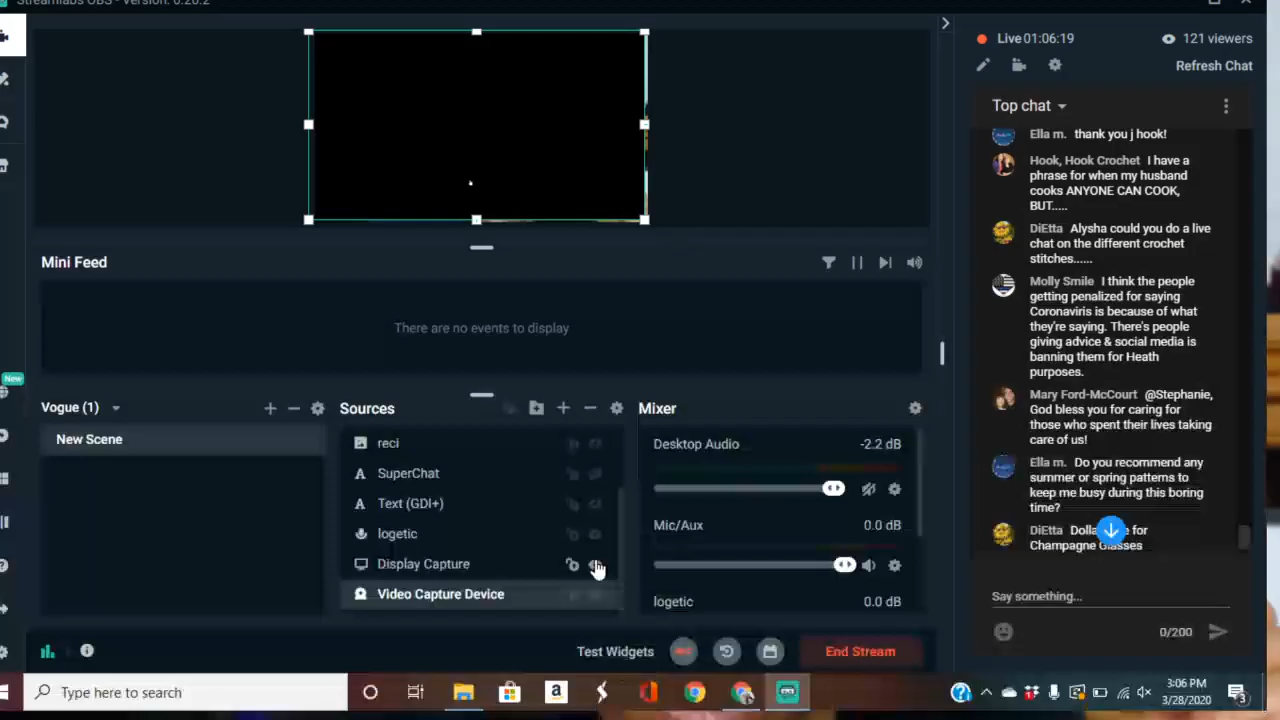 Streamlabs OBS - Version: 0.20.2
Live 01:06:19
121 viewers
Refresh Chat
Top chat
Ella m. thank you j hook!
Hook, Hook Crochet I have a
phrase for when my husband
cooks ANYONE CAN COOK,
BUT.....
DiEtta Alysha could you do a live
chat on the different crochet
stitches......
Molly Smile I think the people
getting penalized for saying
Coronaviris is because of what
they're saying. There's people
giving advice & social media is
banning them for Heath
purposes.
Mary Ford-McCourt @Stephanie,
God bless you for caring for
those who spent their lives taking
care of us!
Ella m. Do you recommend any
summer or spring patterns to
keep me busy during this boring
time?
DiEtta for
Champagne Glasses
Say something...
0/200
Mini Feed
There are no events to display
New
Vogue (1)
New Scene
Sources
reci
SuperChat
Text (GDI+)
logetic
Display Capture
Video Capture Device
Mixer
Desktop Audio
-2.2 dB
Mic/Aux
0.0 dB
logetic
0.0 dB
Test Widgets
End Stream
Type here to search
3:06 PM
3/28/2020
3